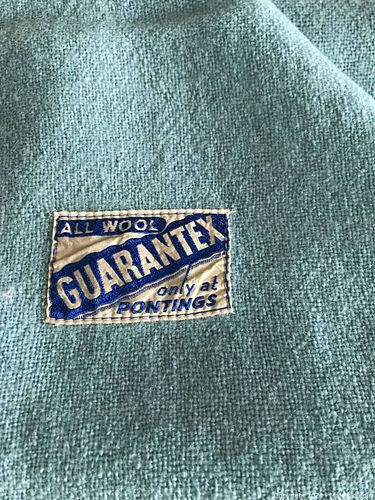 ALL WOOL
GUARANTEX
only at
PONTINGS